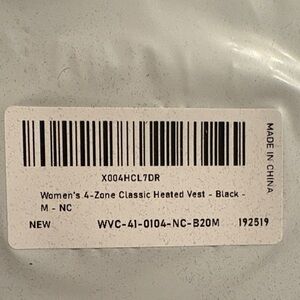 X004HCL7DR
Women's 4-Zone Classic Heated Vest - Black -
M - NC
NEW WVC-41-0104-NC-B20M 192519
MADE IN CHINA